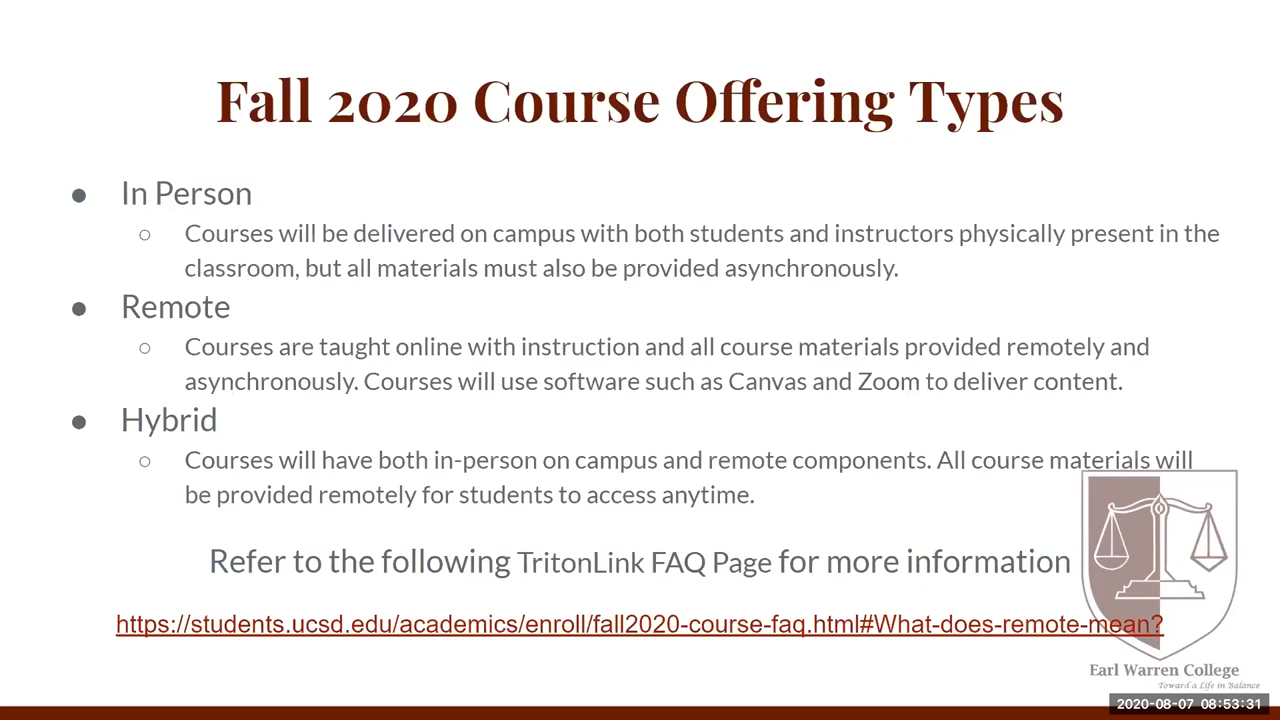 Fall 2020 Course Offering Types
● In Person
○ Courses will be delivered on campus with both students and instructors physically present in the
classroom, but all materials must also be provided asynchronously.
● Remote
○ Courses are taught online with instruction and all course materials provided remotely and
asynchronously. Courses will use software such as Canvas and Zoom to deliver content.
● Hybrid
○ Courses will have both in-person on campus and remote components. All course materials will
be provided remotely for students to access anytime.
Refer to the following TritonLink FAQ Page for more information
https://students.ucsd.edu/academics/enroll/fall2020-course-faq.html#What-does-remote-mean?
Earl Warren College
Toward a Life in Balance
2020-08-07 08:53:31